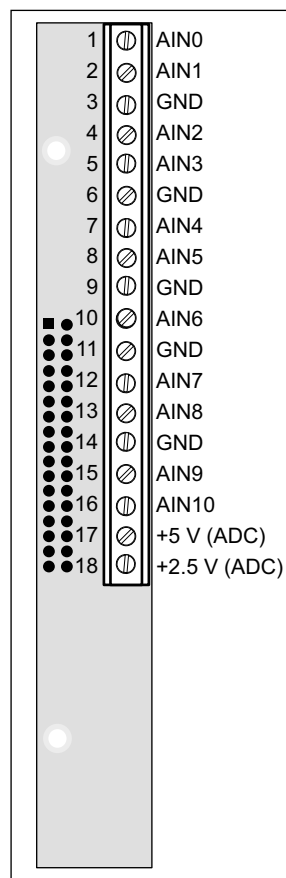 1 AIN0
2 AIN1
3 GND
4 AIN2
5 AIN3
6 GND
7 AIN4
8 AIN5
9 GND
10 AIN6
11 GND
12 AIN7
13 AIN8
14 GND
15 AIN9
16 AIN10
17 +5 V (ADC)
18 +2.5 V (ADC)